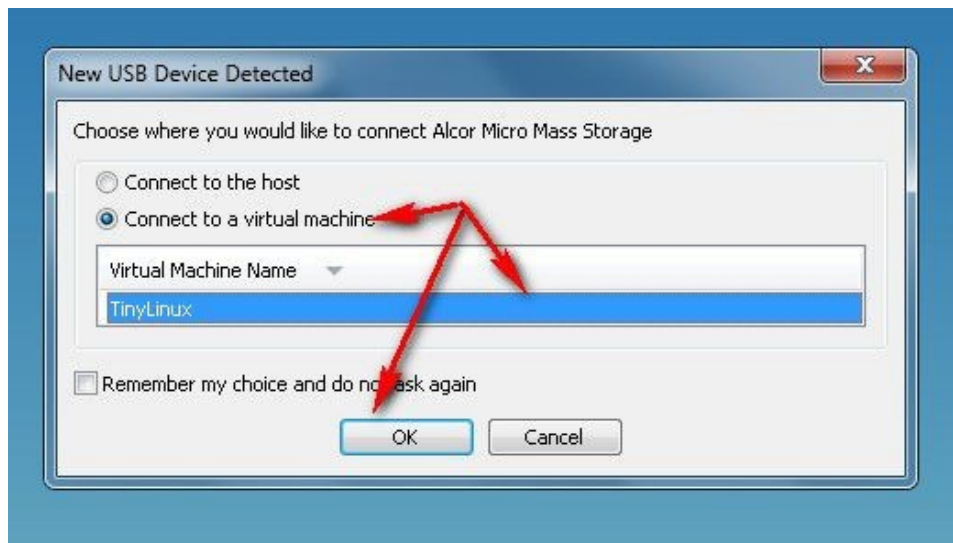 New USB Device Detected
Choose where you would like to connect Alcor Micro Mass Storage
Connect to the host
Connect to a virtual machine
Virtual Machine Name
TinyLinux
Remember my choice and do not ask again
OK Cancel